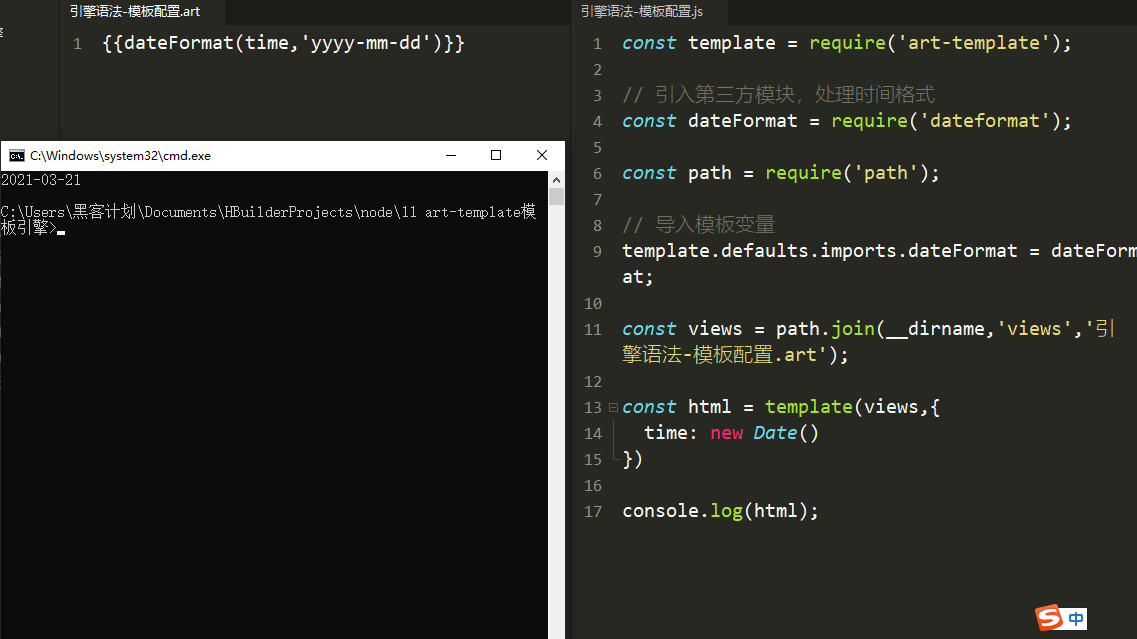 引擎语法-模板配置.art
1 {{dateFormat(time,'yyyy-mm-dd')}}
C:\Windows\system32\cmd.exe
2021-03-21
C:\Users\黑客计划\Documents\HBuilderProjects\node\11 art-template模
板引擎>
引擎语法-模板配置.js
1 const template = require('art-template');
2
3 // 引入第三方模块，处理时间格式
4 const dateFormat = require('dateformat');
5
6 const path = require('path');
7
8 // 导入模板变量
9 template.defaults.imports.dateFormat = dateForm
at;
10
11 const views = path.join(__dirname,'views','引
擎语法-模板配置.art');
12
13 const html = template(views,{
14 time: new Date()
15 })
16
17 console.log(html);
S 中